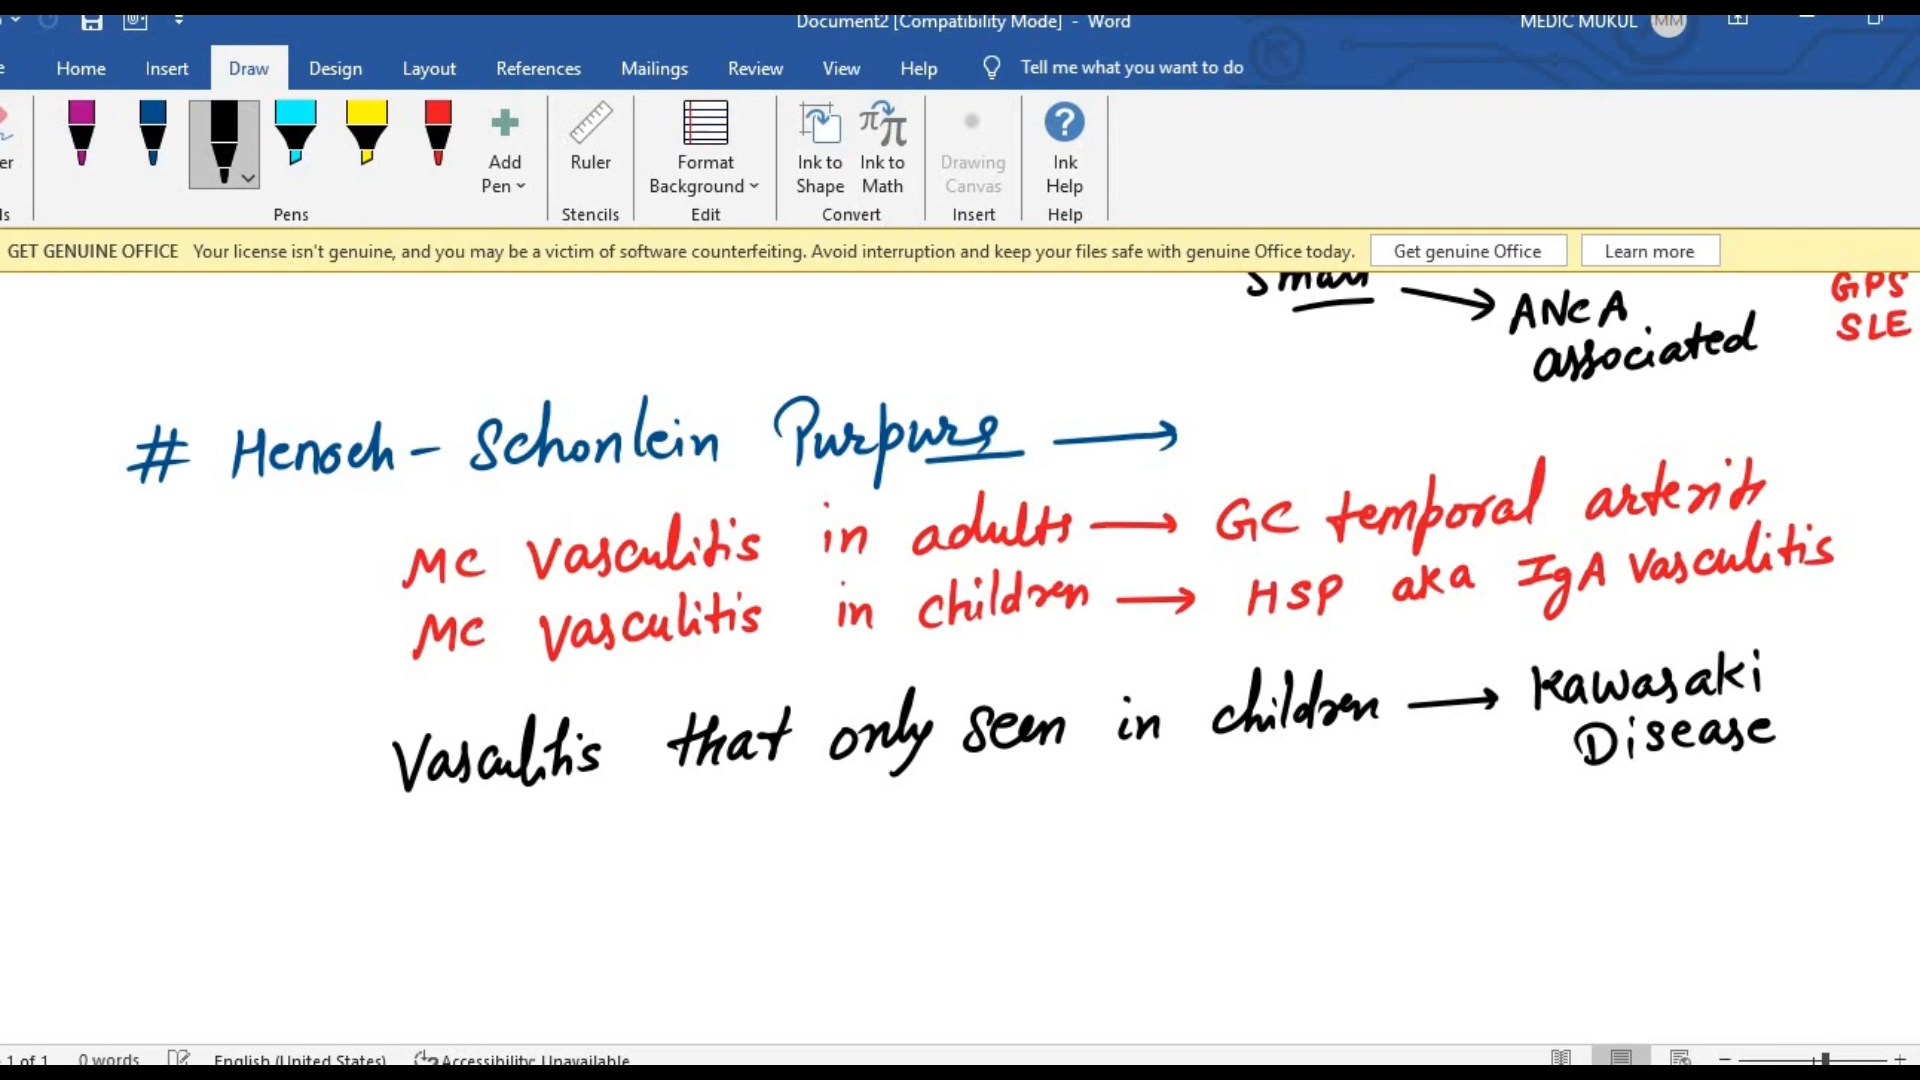 Document2 [Compatibility Mode] - Word
MEDIC MUKUL MM
Home Insert Draw Design Layout References Mailings Review View Help Tell me what you want to do
Add Pen
Ruler
Format Background
Ink to Shape
Ink to Math
Drawing Canvas
Ink Help
Pens Stencils Edit Convert Insert Help
GET GENUINE OFFICE Your license isn't genuine, and you may be a victim of software counterfeiting. Avoid interruption and keep your files safe with genuine Office today. Get genuine Office Learn more
Small → ANCA associated
GPS
SLE
# Henoch - Schonlein Purpura →
MC Vasculitis in adults → GC temporal arteritis
MC Vasculitis in children → HSP aka IgA Vasculitis
Vasculitis that only seen in children → Kawasaki
Disease
1 of 1 0 words English (United States) Accessibility: Unavailable